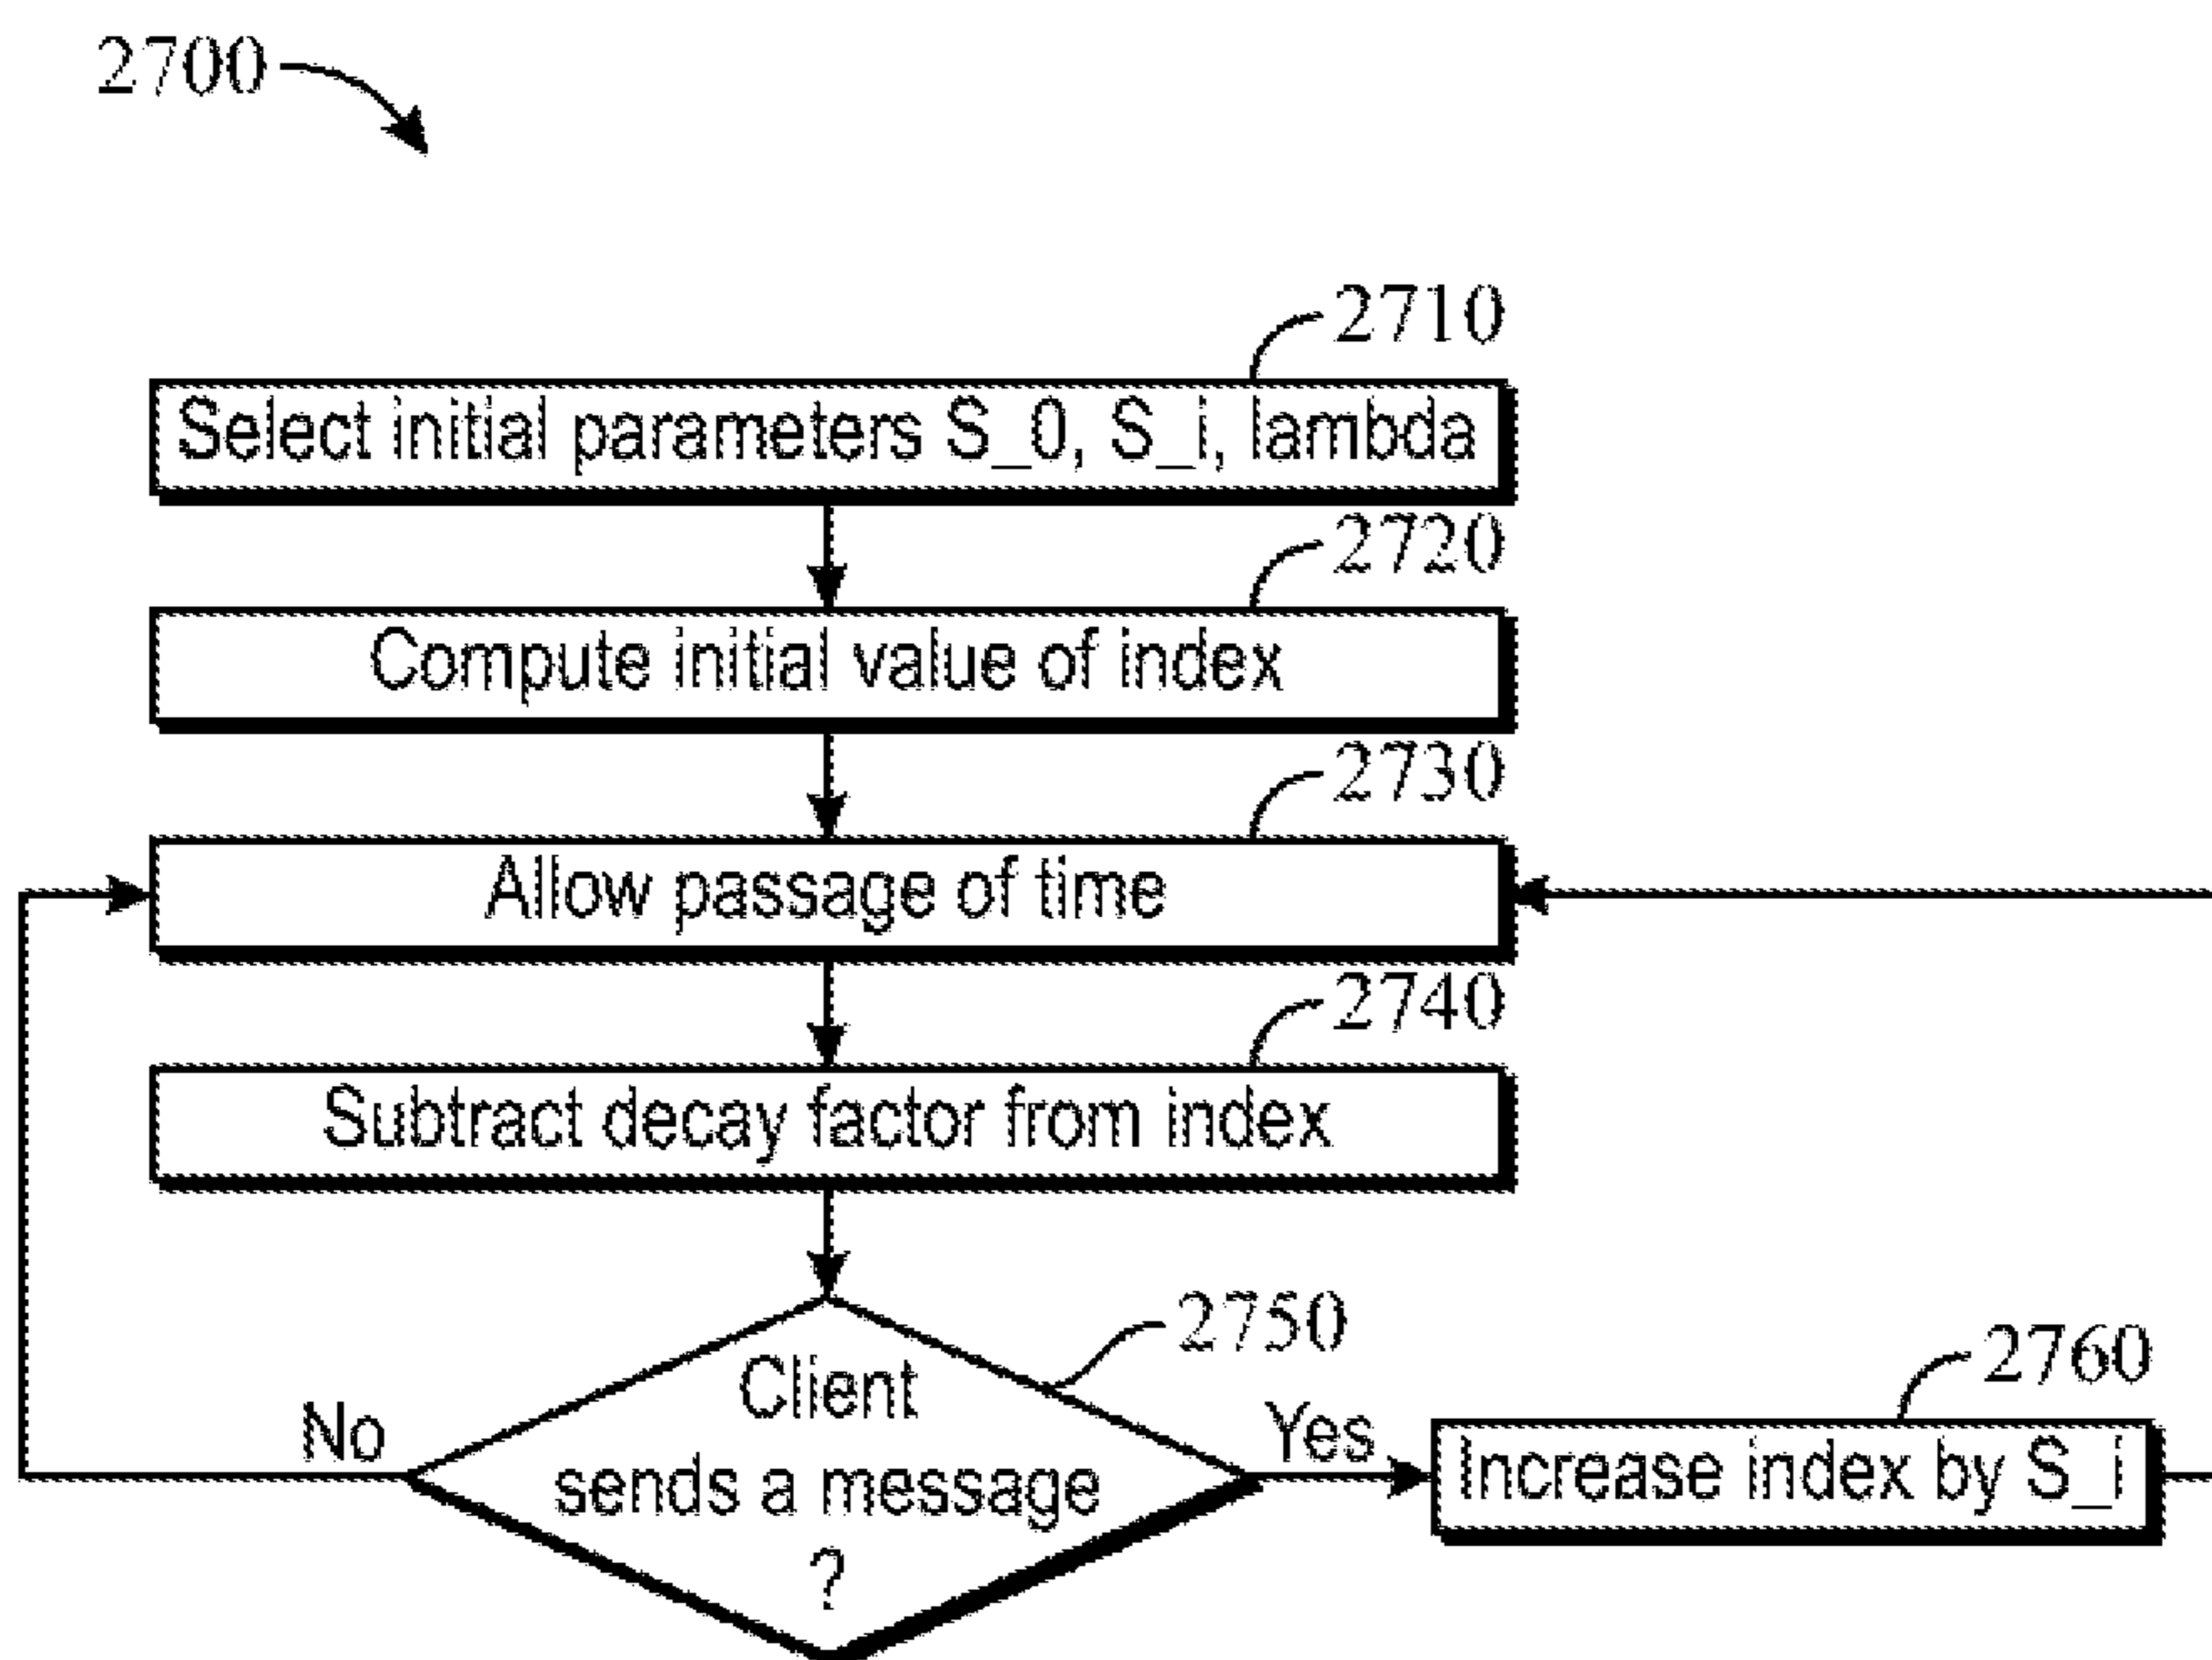 2700
2710
Select initial parameters S_0, S_i, lambda
2720
Compute initial value of index
2730
Allow passage of time
2740
Subtract decay factor from index
2750
Client
sends a message
?
No
Yes
2760
Increase index by S_i